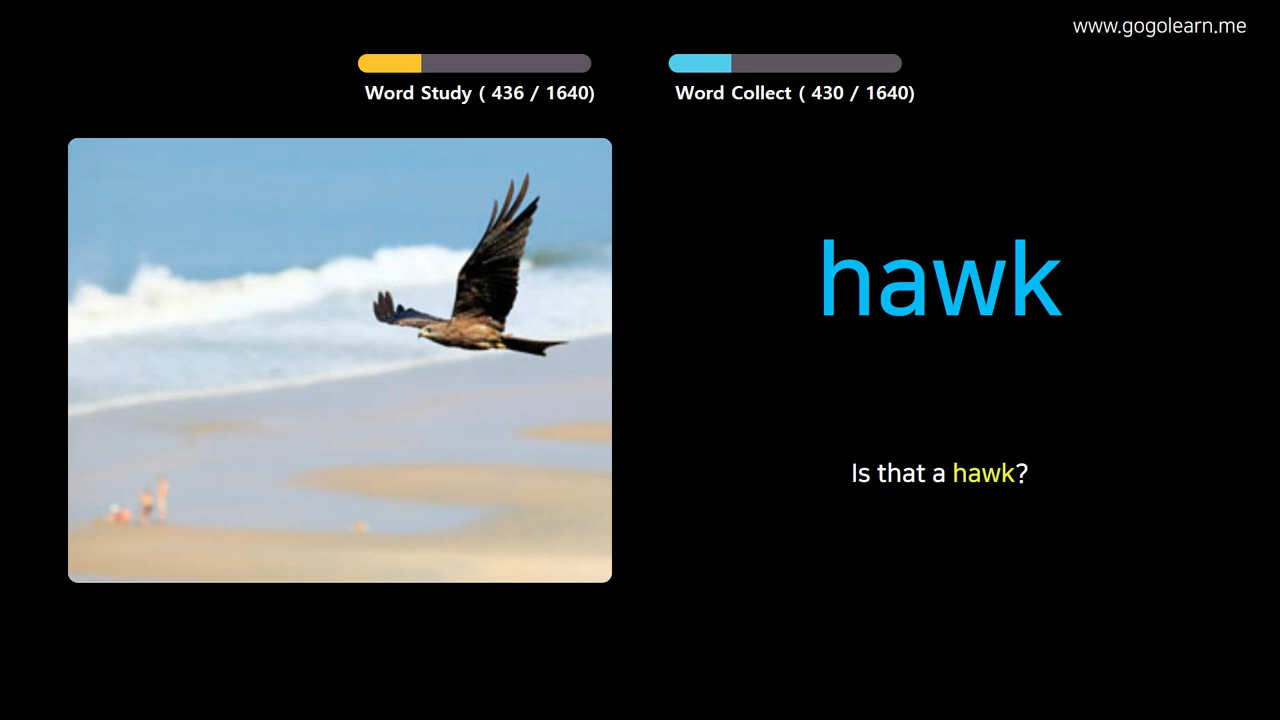 www.gogolearn.me
Word Study ( 436 / 1640)
Word Collect ( 430 / 1640)
hawk
Is that a hawk?